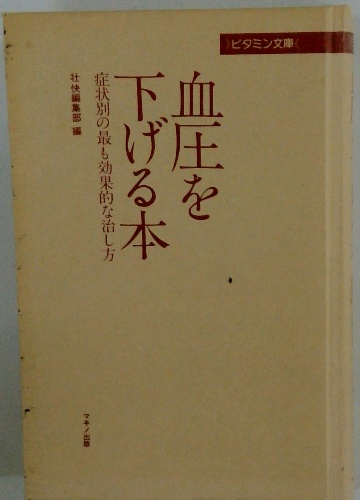 ビタミン文庫
血圧を
下げる本
症状別の最も効果的な治し方
壮快編集部 編
マキノ出版